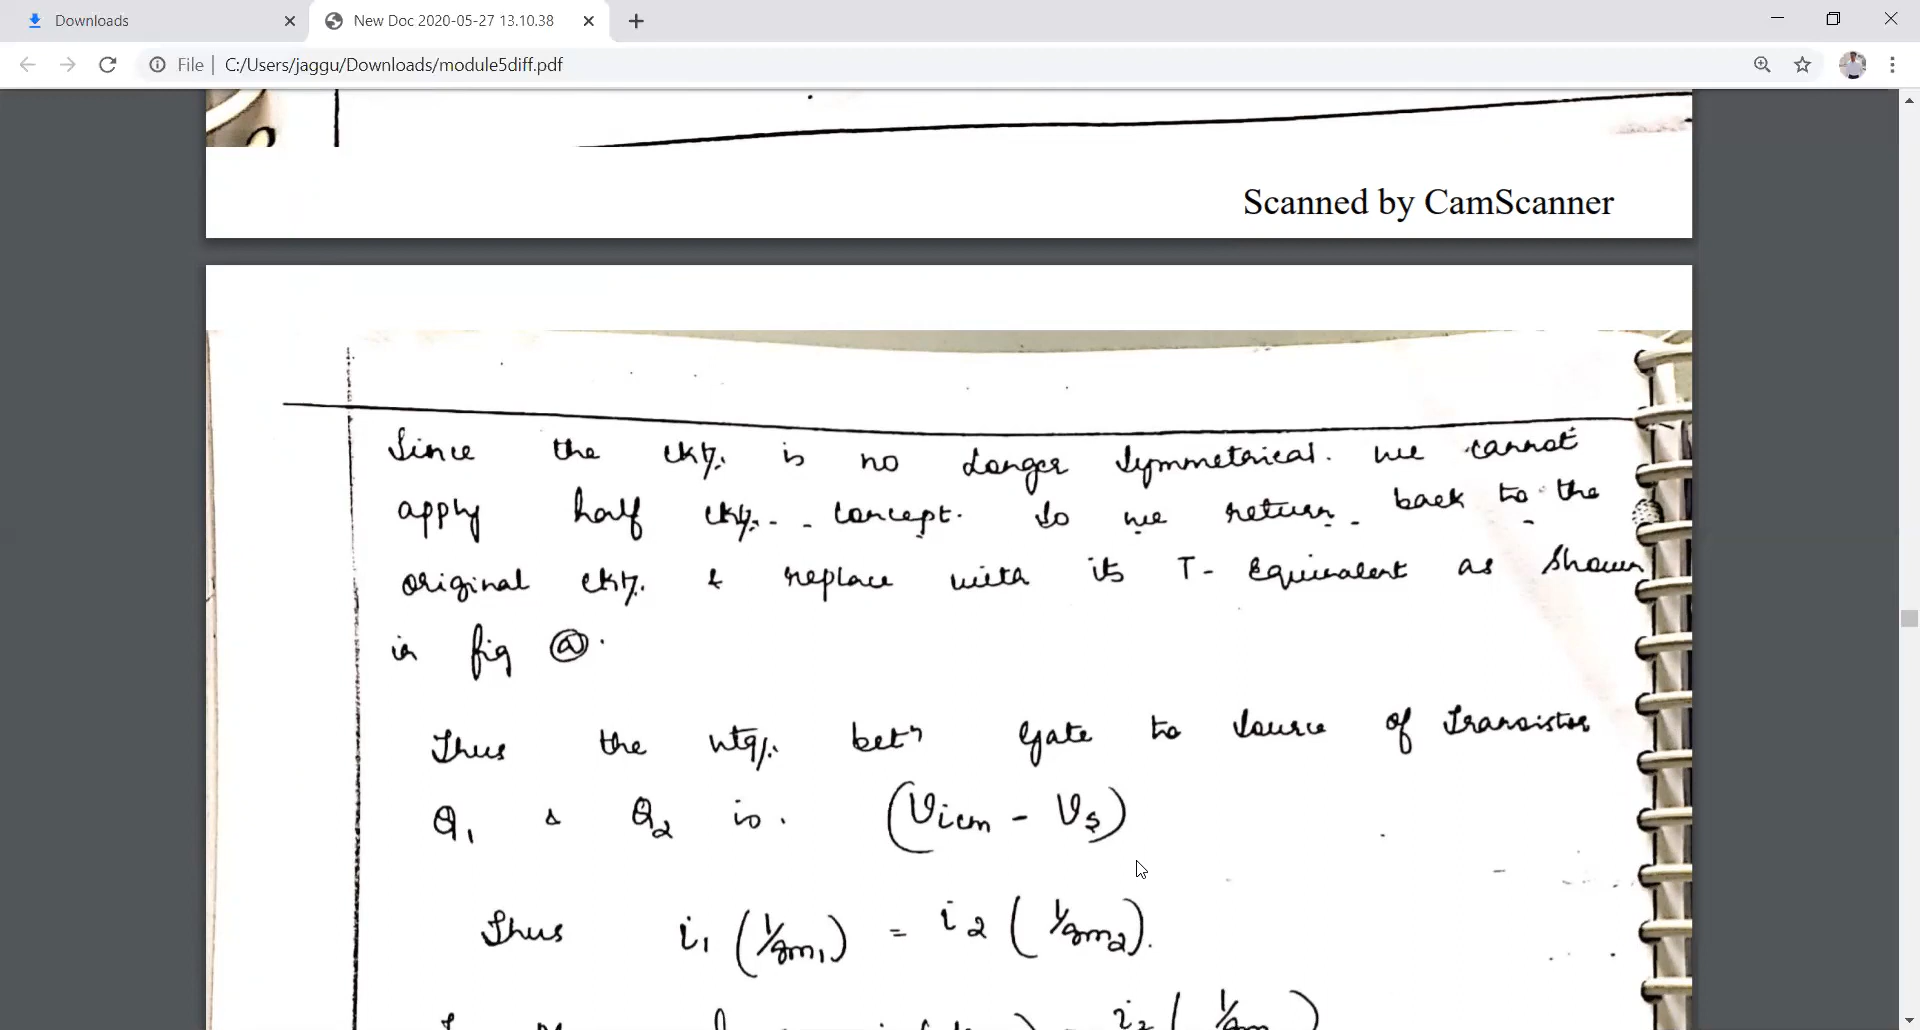 Downloads
New Doc 2020-05-27 13.10.38
File | C:/Users/jaggu/Downloads/module5diff.pdf
Scanned by CamScanner
Since the ckt. is no longer symmetrical. we cannot
apply half ckt. concept. So we return back to the
original ckt. & replace with its T- Equivalent as shown
in fig ⓐ.
Thus the vtg. betn Gate to Source of Transistor
Q1 & Q2 is. (Vicm - Vs)
Thus i1 (1/gm1) = i2 (1/gm2).